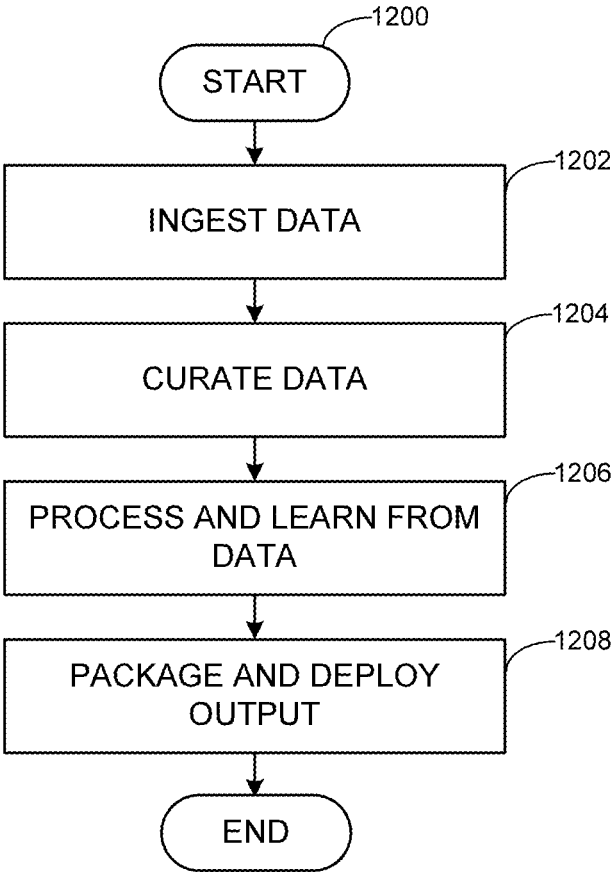 1200
START
1202
INGEST DATA
1204
CURATE DATA
1206
PROCESS AND LEARN FROM
DATA
1208
PACKAGE AND DEPLOY
OUTPUT
END